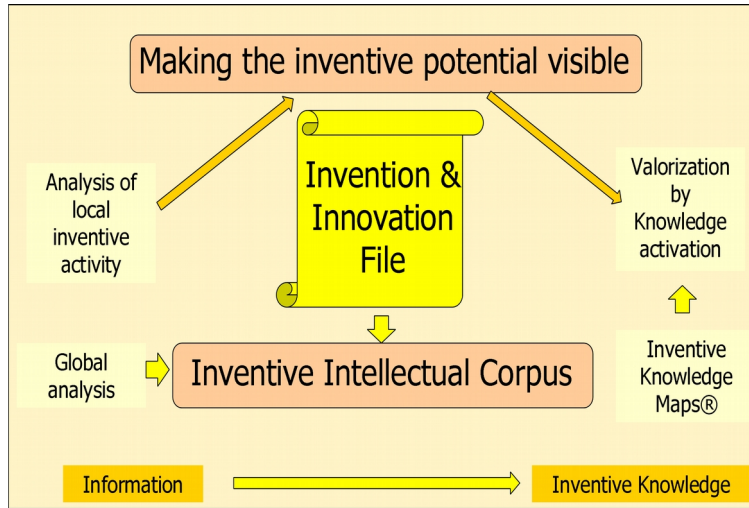 Making the inventive potential visible
Analysis of
local
inventive
activity
Invention &
Innovation
File
Valorization
by
Knowledge
activation
Global
analysis
Inventive Intellectual Corpus
Inventive
Knowledge
Maps®
Information
Inventive Knowledge